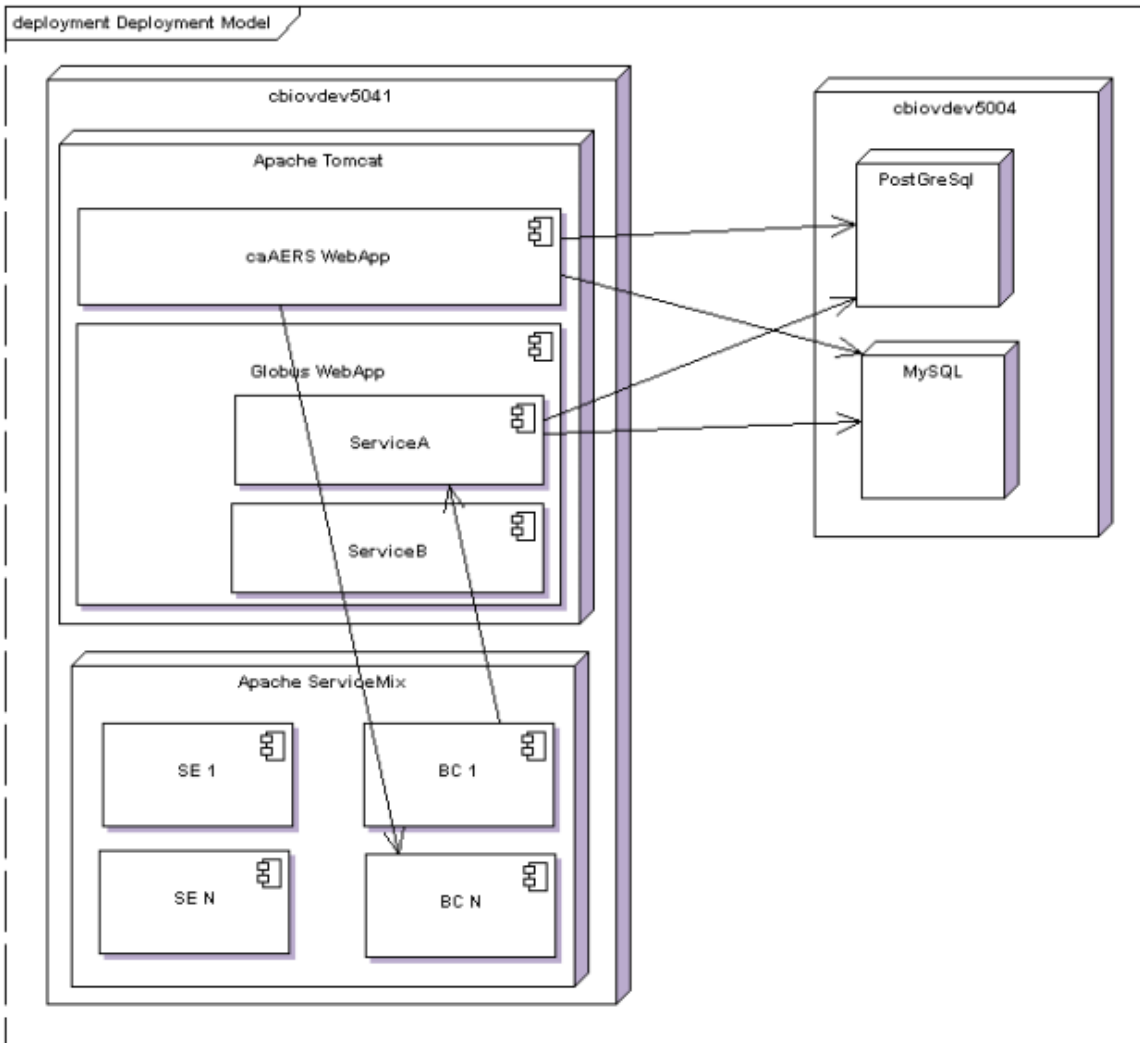 deployment Deployment Model
cbiovdev5041
cbiovdev5004
Apache Tomcat
PostGreSql
caAERS WebApp
Globus WebApp
MySQL
ServiceA
ServiceB
Apache ServiceMix
SE 1
BC 1
SE N
BC N